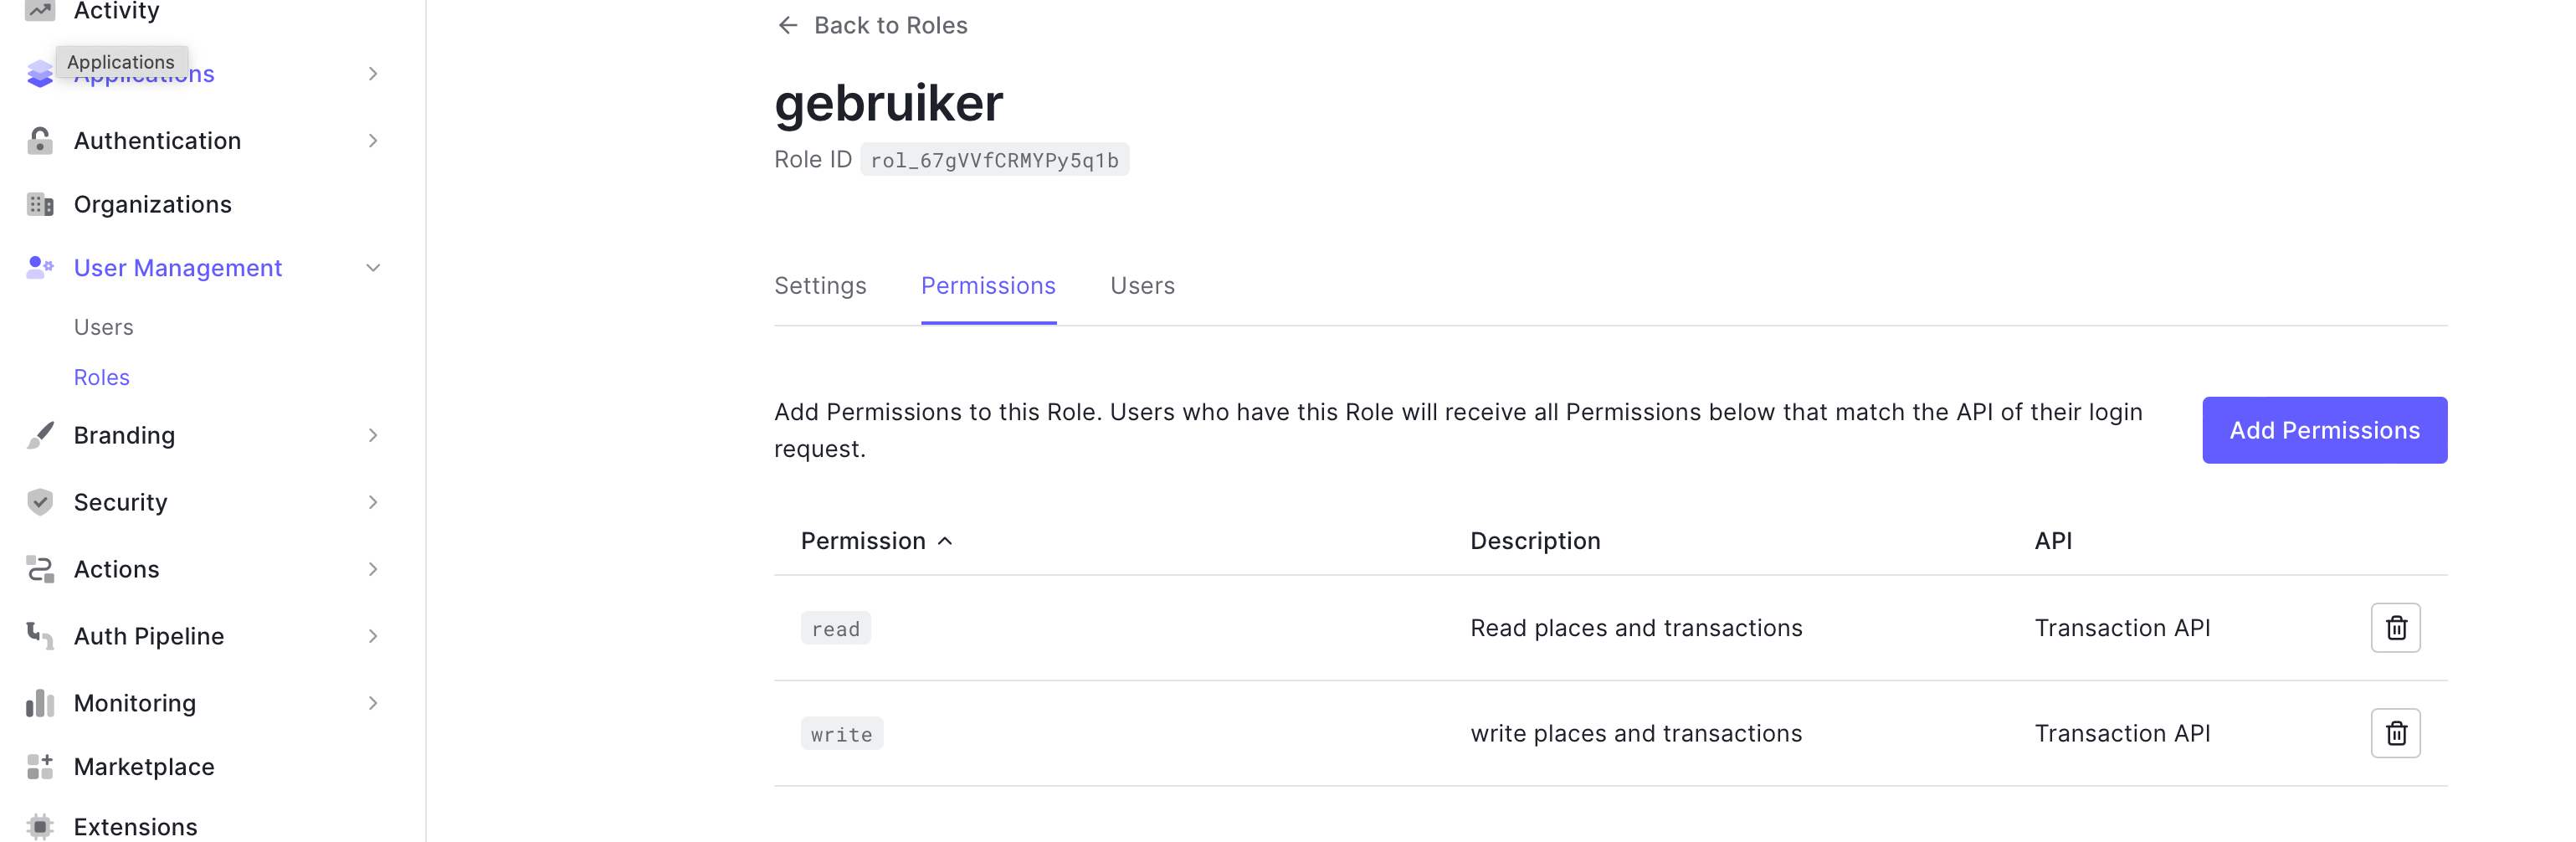 Activity
Applications
Applications
Authentication
Organizations
User Management
Users
Roles
Branding
Security
Actions
Auth Pipeline
Monitoring
Marketplace
Extensions
Back to Roles
gebruiker
Role ID rol_67gVVfCRMYPy5q1b
Settings Permissions Users
Add Permissions to this Role. Users who have this Role will receive all Permissions below that match the API of their login
request.
Add Permissions
Permission Description API
read Read places and transactions Transaction API
write write places and transactions Transaction API